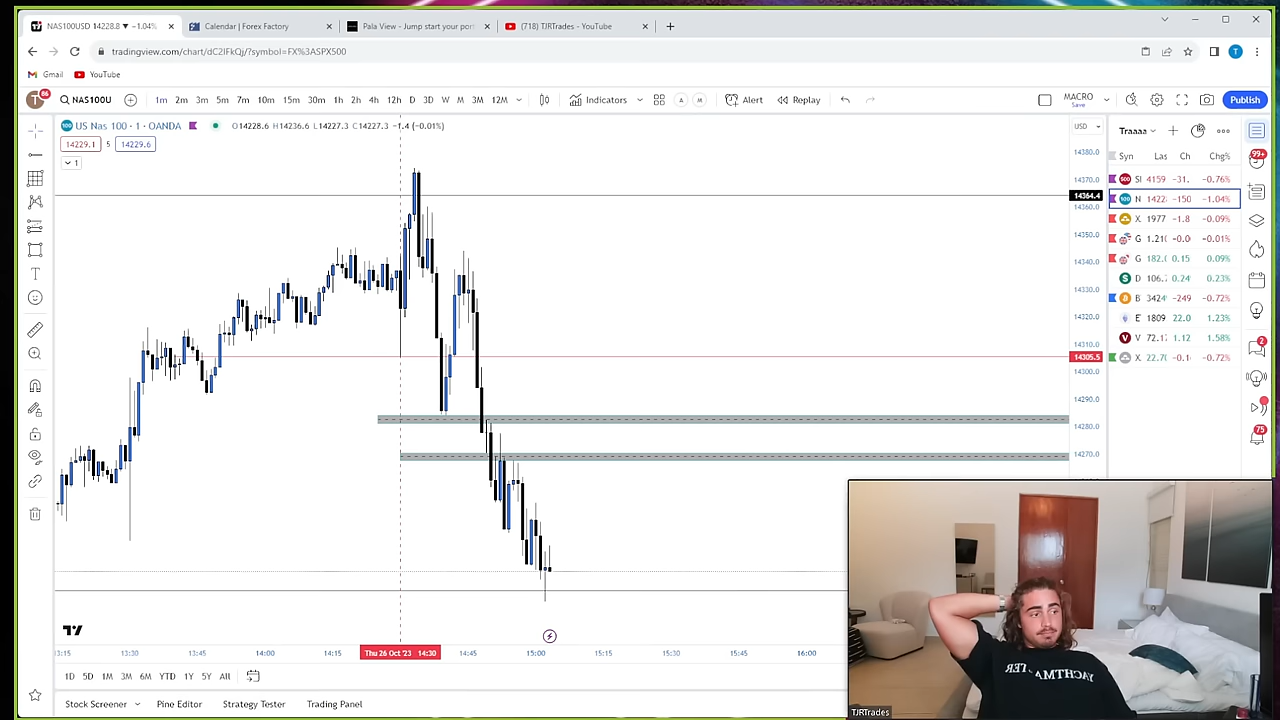 NAS100USD 14228.8 ▼ −1.04%
Calendar | Forex Factory
Pala View - Jump start your port
(718) TJRTrades - YouTube
tradingview.com/chart/dC2IFkQj/?symbol=FX%3ASPX500
Gmail
YouTube
T 86
NAS100U
1m 2m 3m 5m 7m 10m 15m 30m 1h 2h 4h 12h D 3D W M 3M 12M
Indicators
A M
Alert
Replay
MACRO
Save
Publish
US Nas 100 · 1 · OANDA
O14228.6 H14236.6 L14227.3 C14227.3 −1.4 (−0.01%)
14229.1 5 14229.6
1
USD
14380.0
14370.0
14364.4
14360.0
14350.0
14340.0
14330.0
14320.0
14310.0
14305.5
14300.0
14290.0
14280.0
14270.0
Traaaa
Syn Las Ch Chg%
4159 −31. −0.76%
N 1422 −150 −1.04%
X 1977 −1.8 −0.09%
G 1.21 −0.0 −0.01%
G 182. 0.15 0.09%
D 106. 0.24 0.23%
B 3424 −249 −0.72%
E 1809 22.0 1.23%
V 72.1 1.12 1.58%
X 22.7 −0.1 −0.72%
99+
2
75
13:15 13:30 13:45 14:00 14:15 Thu 26 Oct '23 14:30 14:45 15:00 15:15 15:30 15:45 16:00
1D 5D 1M 3M 6M YTD 1Y 5Y All
Stock Screener
Pine Editor
Strategy Tester
Trading Panel
YACHTMASTER
TJRTrades